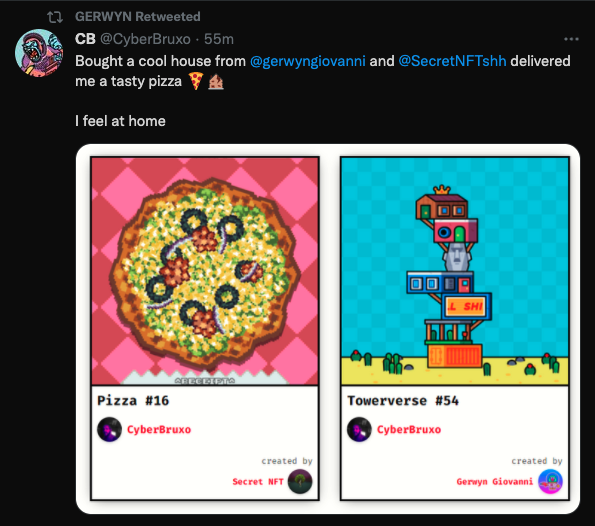 GERWYN Retweeted
CB @CyberBruxo · 55m
Bought a cool house from @gerwyngiovanni and @SecretNFTshh delivered
me a tasty pizza 🍕🏚️
I feel at home
^RECEIPT^
.L SHI
Pizza #16
Towerverse #54
CyberBruxo
CyberBruxo
created by
created by
Secret NFT
Gerwyn Giovanni